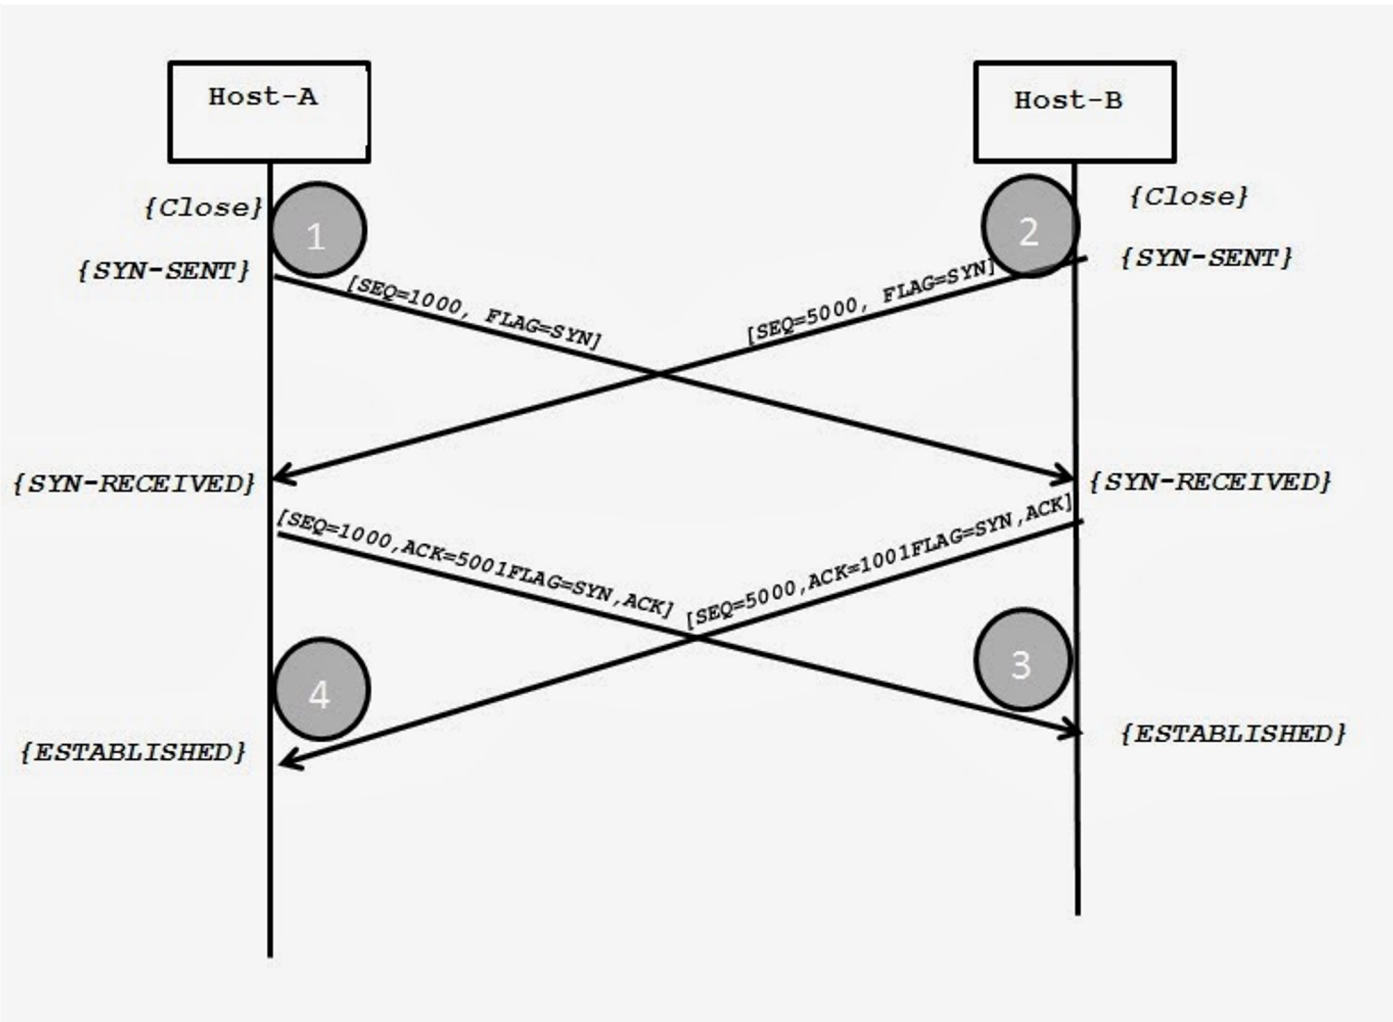 Host-A
Host-B
{Close}
1
2
{Close}
{SYN-SENT}
{SYN-SENT}
[SEQ=1000, FLAG=SYN]
[SEQ=5000, FLAG=SYN]
{SYN-RECEIVED}
{SYN-RECEIVED}
[SEQ=1000,ACK=5001FLAG=SYN,ACK]
[SEQ=5000,ACK=1001FLAG=SYN,ACK]
4
3
{ESTABLISHED}
{ESTABLISHED}